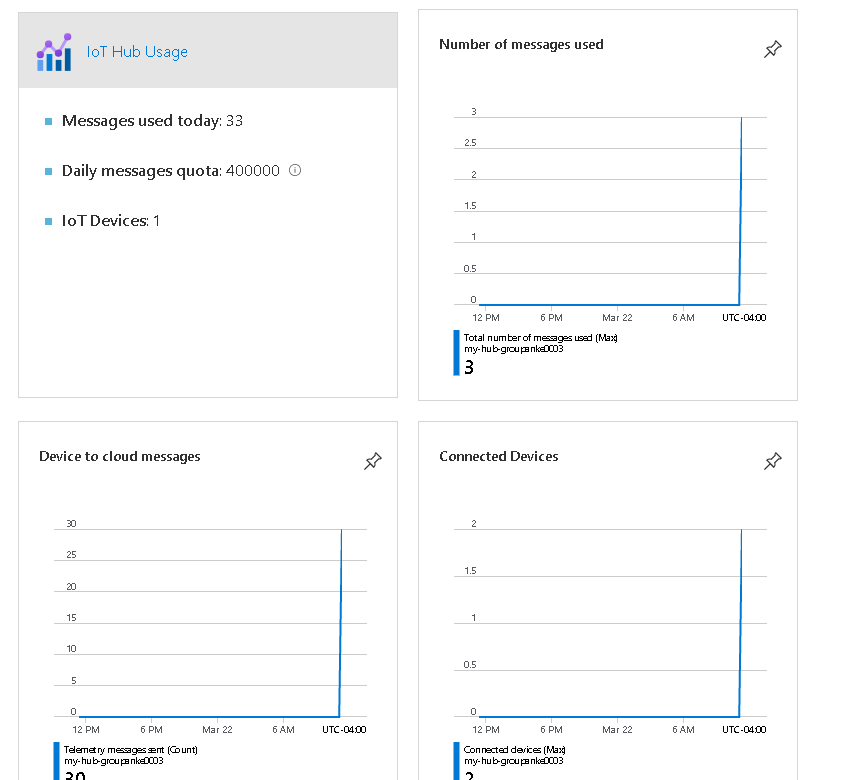 IoT Hub Usage
Messages used today: 33
Daily messages quota: 400000
IoT Devices: 1
Number of messages used
3
2.5
2
1.5
1
0.5
0
12 PM 6 PM Mar 22 6 AM UTC-04:00
Total number of messages used (Max)
my-hub-groupanke0003
3
Device to cloud messages
30
25
20
15
10
5
0
12 PM 6 PM Mar 22 6 AM UTC-04:00
Telemetry messages sent (Count)
my-hub-groupanke0003
30
Connected Devices
2
1.5
1
0.5
0
12 PM 6 PM Mar 22 6 AM UTC-04:00
Connected devices (Max)
my-hub-groupanke0003
2